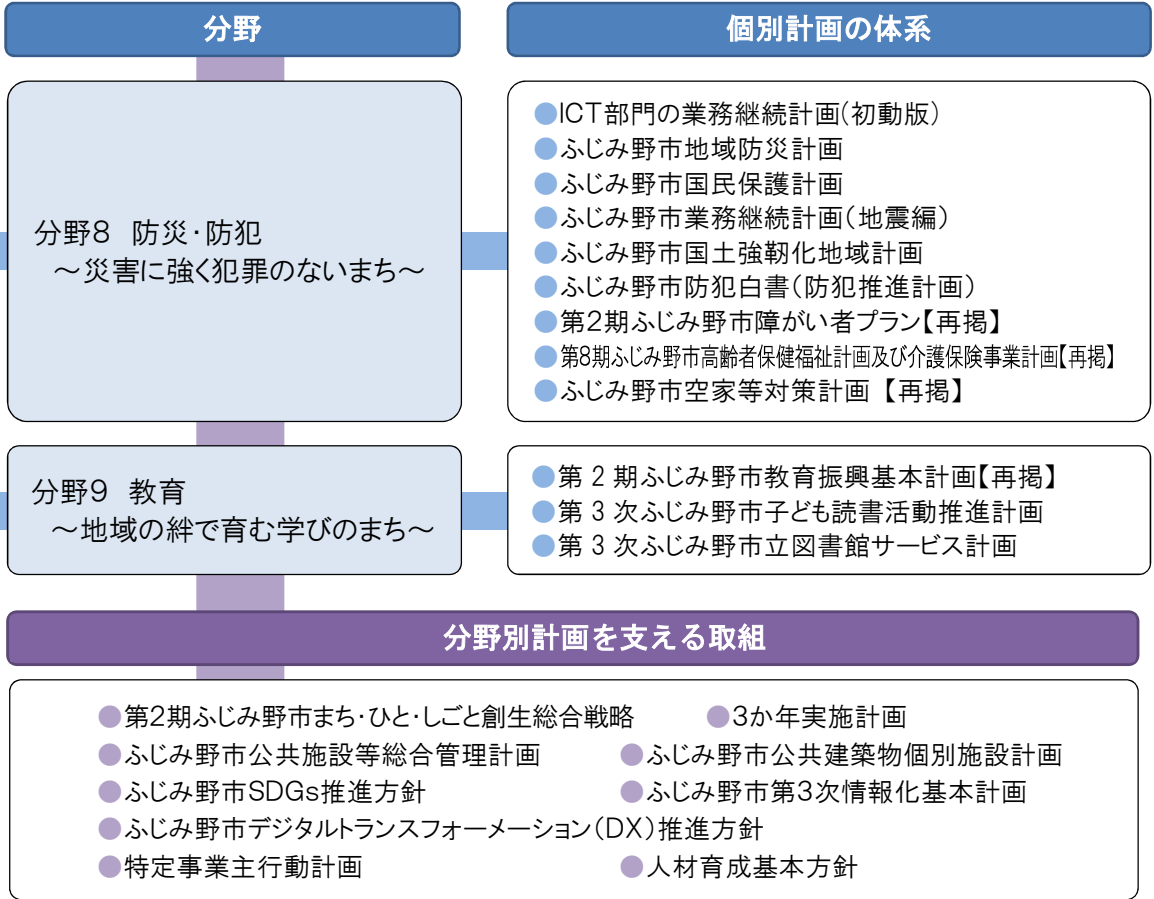 分野
個別計画の体系
分野8 防災・防犯
～災害に強く犯罪のないまち～
●ICT部門の業務継続計画(初動版)
●ふじみ野市地域防災計画
●ふじみ野市国民保護計画
●ふじみ野市業務継続計画(地震編)
●ふじみ野市国土強靭化地域計画
●ふじみ野市防犯白書(防犯推進計画)
●第2期ふじみ野市障がい者プラン【再掲】
●第8期ふじみ野市高齢者保健福祉計画及び介護保険事業計画【再掲】
●ふじみ野市空家等対策計画 【再掲】
分野9 教育
～地域の絆で育む学びのまち～
●第 2 期ふじみ野市教育振興基本計画【再掲】
●第 3 次ふじみ野市子ども読書活動推進計画
●第 3 次ふじみ野市立図書館サービス計画
分野別計画を支える取組
●第2期ふじみ野市まち・ひと・しごと創生総合戦略 ●3か年実施計画
●ふじみ野市公共施設等総合管理計画 ●ふじみ野市公共建築物個別施設計画
●ふじみ野市SDGs推進方針 ●ふじみ野市第3次情報化基本計画
●ふじみ野市デジタルトランスフォーメーション(DX)推進方針
●特定事業主行動計画 ●人材育成基本方針